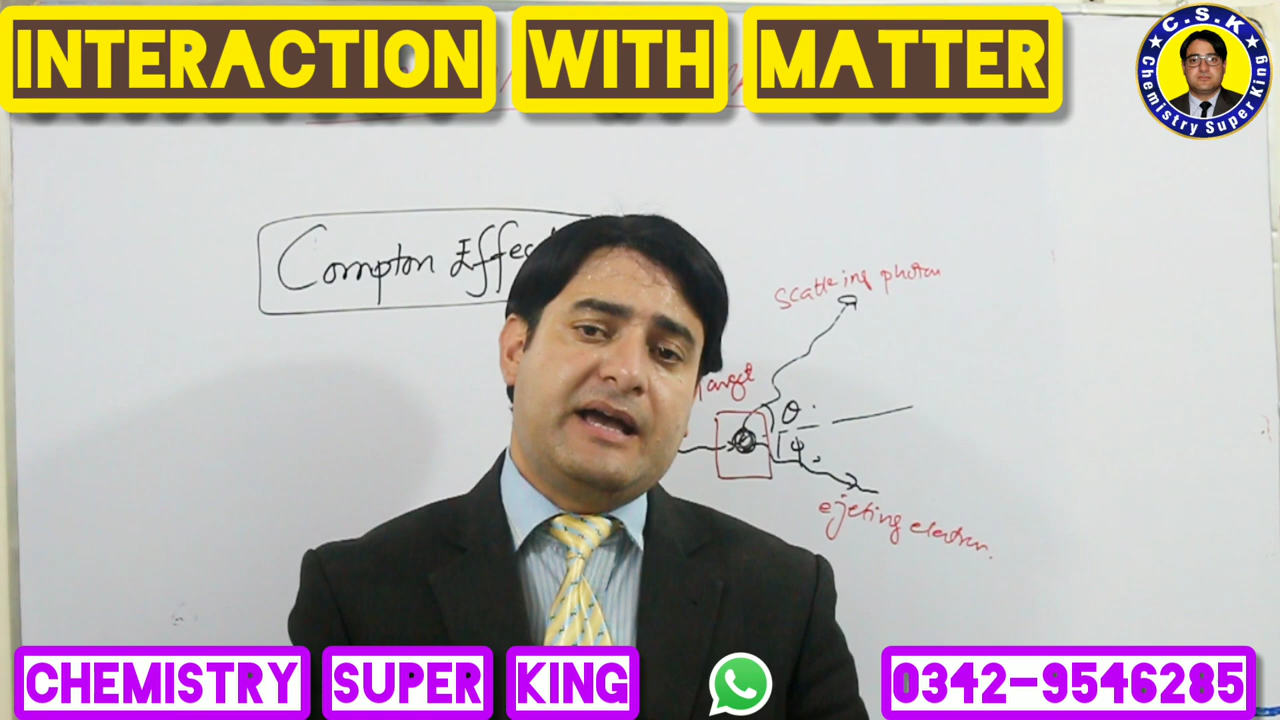 INTERACTION WITH MATTER
C.S.K
Chemistry Super King
Compton Effec
Scatteing photon
Target
θ
ψ
ejeting electron.
CHEMISTRY SUPER KING
0342-9546285